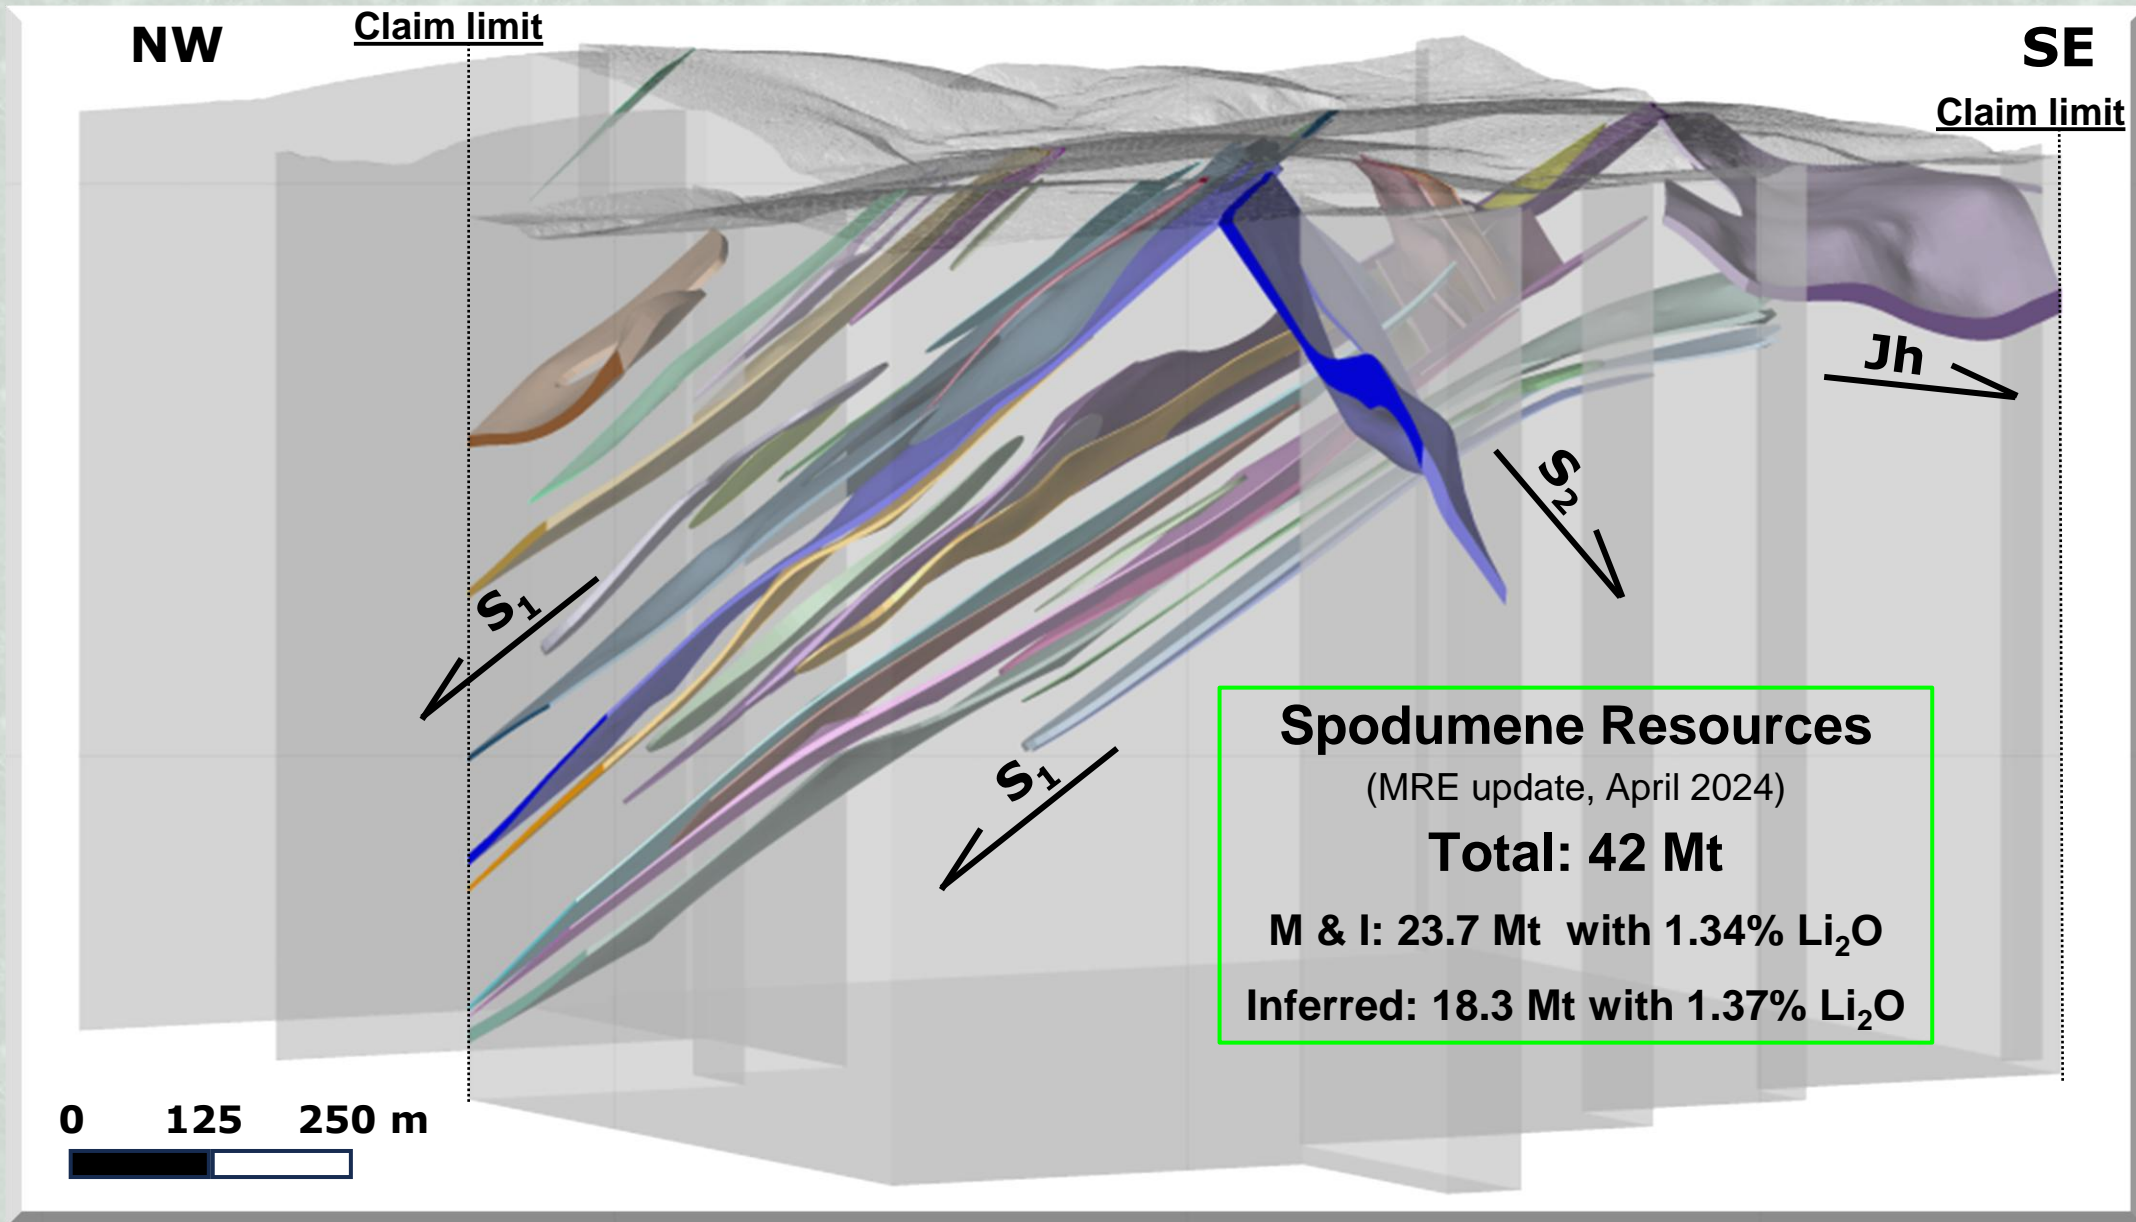 NW
Claim limit
SE
Claim limit
Jh
S₂
S₁
S₁
Spodumene Resources
(MRE update, April 2024)
Total: 42 Mt
M & I: 23.7 Mt with 1.34% Li₂O
Inferred: 18.3 Mt with 1.37% Li₂O
0 125 250 m